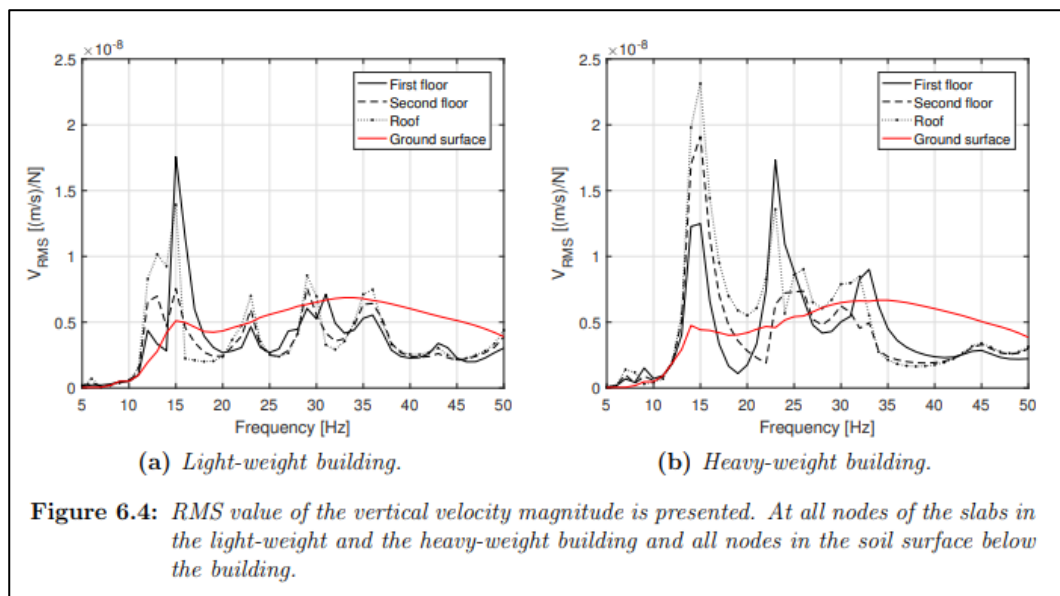 ×10⁻⁸
2.5
2
1.5
1
0.5
0
V_RMS [(m/s)/N]
First floor
Second floor
Roof
Ground surface
5 10 15 20 25 30 35 40 45 50
Frequency [Hz]
(a) Light-weight building.
×10⁻⁸
2.5
2
1.5
1
0.5
0
V_RMS [(m/s)/N]
First floor
Second floor
Roof
Ground surface
5 10 15 20 25 30 35 40 45 50
Frequency [Hz]
(b) Heavy-weight building.
Figure 6.4: RMS value of the vertical velocity magnitude is presented. At all nodes of the slabs in
the light-weight and the heavy-weight building and all nodes in the soil surface below
the building.